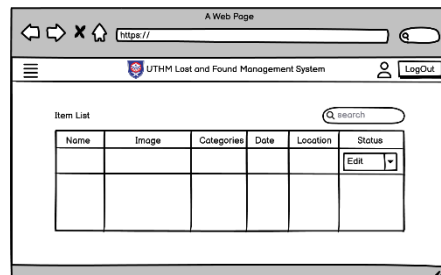 A Web Page
https://
UTHM Lost and Found Management System
LogOut
Item List
search
Name Image Categories Date Location Status
Edit